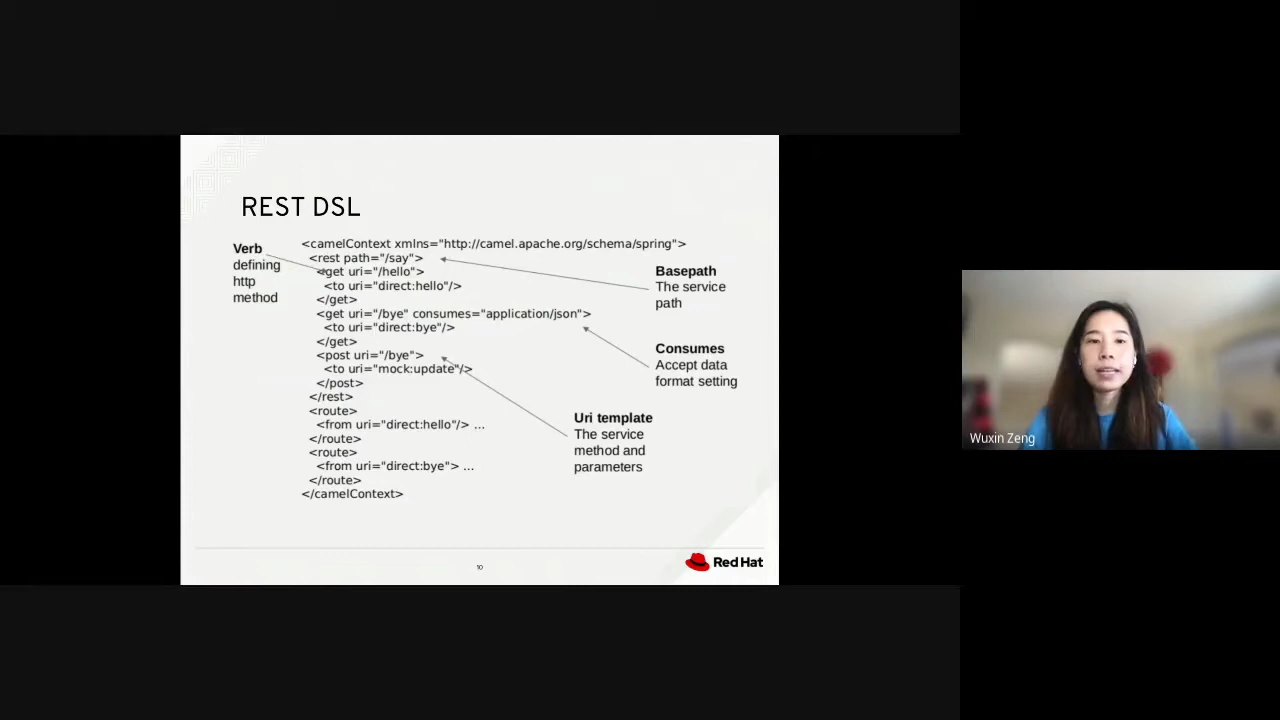 REST DSL
Verb
defining
http
method
<camelContext xmlns="http://camel.apache.org/schema/spring">
<rest path="/say">
<get uri="/hello">
<to uri="direct:hello"/>
</get>
<get uri="/bye" consumes="application/json">
<to uri="direct:bye"/>
</get>
<post uri="/bye">
<to uri="mock:update"/>
</post>
</rest>
<route>
<from uri="direct:hello"/> ...
</route>
<route>
<from uri="direct:bye"> ...
</route>
</camelContext>
Basepath
The service
path
Consumes
Accept data
format setting
Uri template
The service
method and
parameters
10
Red Hat
Wuxin Zeng